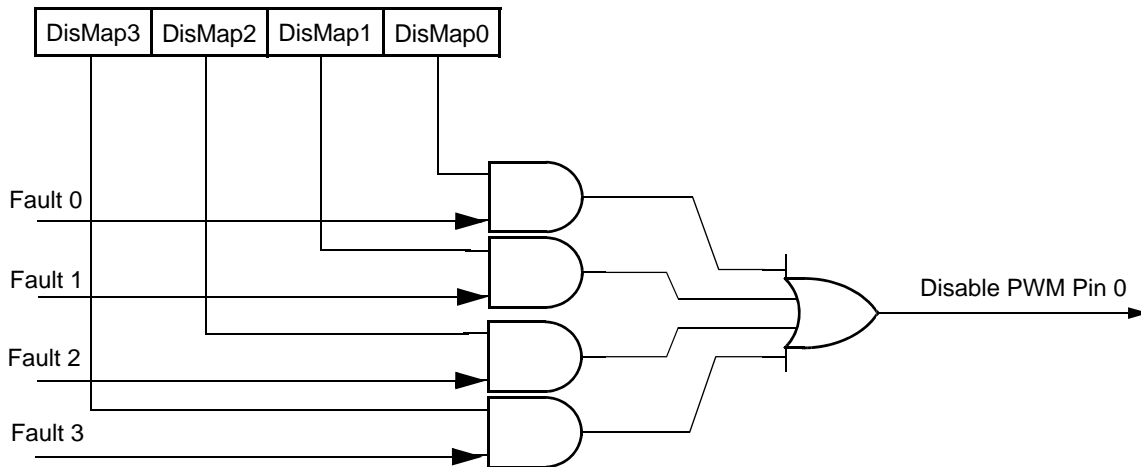 DisMap3 DisMap2 DisMap1 DisMap0
Fault 0
Fault 1
Disable PWM Pin 0
Fault 2
Fault 3